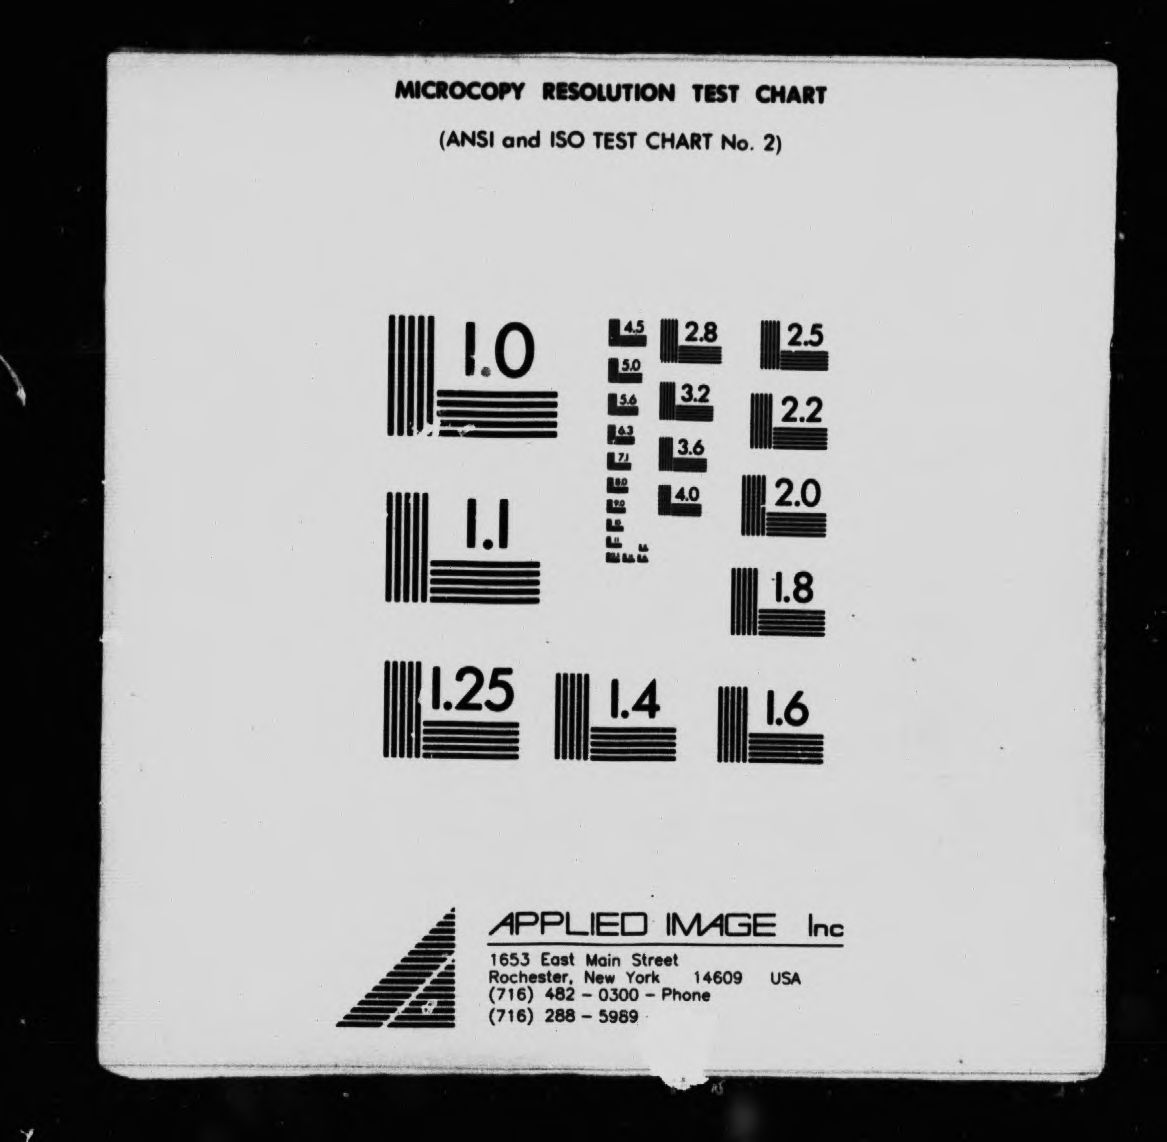 MICROCOPY RESOLUTION TEST CHART
(ANSI and ISO TEST CHART No. 2)
1.0
1.1
1.25
1.4
1.6
1.8
2.0
2.2
2.5
2.8
3.2
3.6
4.0
4.5
5.0
5.6
6.3
7.1
8.0
9.0
APPLIED IMAGE Inc
1653 East Main Street
Rochester, New York 14609 USA
(716) 482 - 0300 - Phone
(716) 288 - 5989